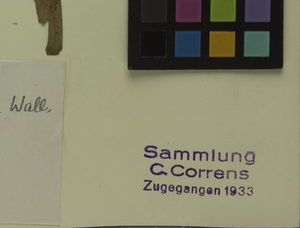 Wall.
Sammlung
C. Correns
Zugegangen 1933